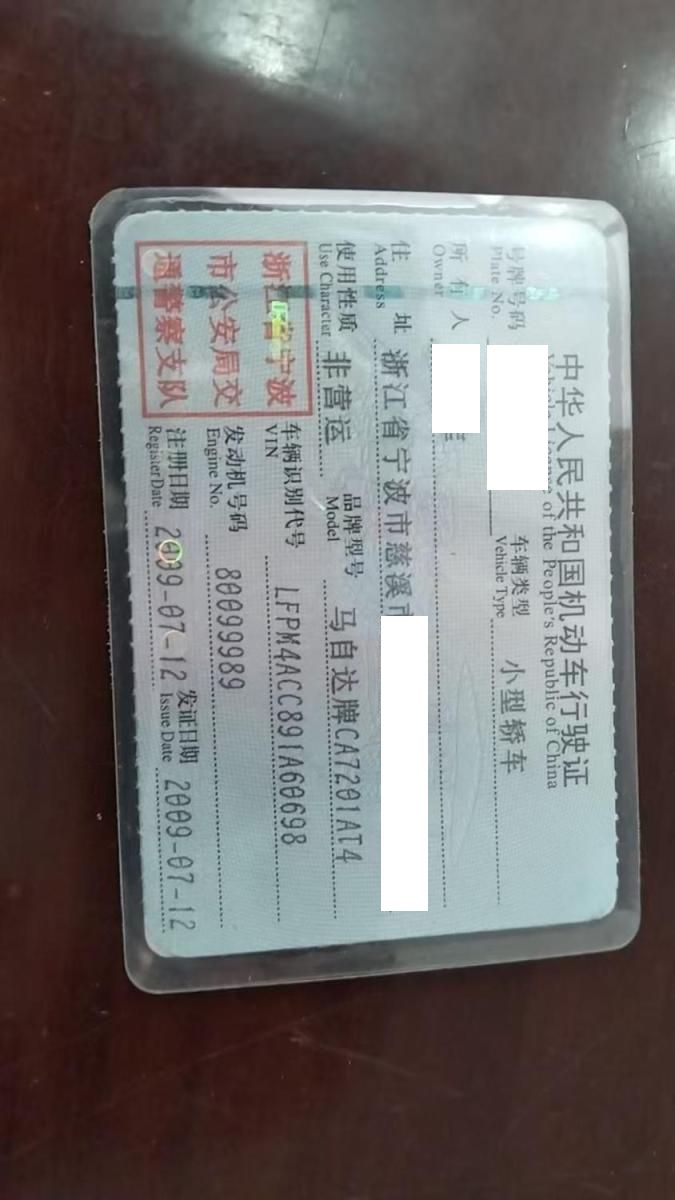 中华人民共和国机动车行驶证
of the People's Republic of China
号牌号码
Plate No.
车辆类型 小型轿车
Vehicle Type
所有人
Owner
住址 浙江省宁波市慈溪
Address
使用性质 非营运
Use Character
品牌型号 马自达牌CA7201AT4
Model
浙江省宁波
市公安局交
通警察支队
车辆识别代号 LFPM4ACC891A60698
VIN
发动机号码 80099989
Engine No.
注册日期 2009-07-12
Register Date
发证日期 2009-07-12
Issue Date